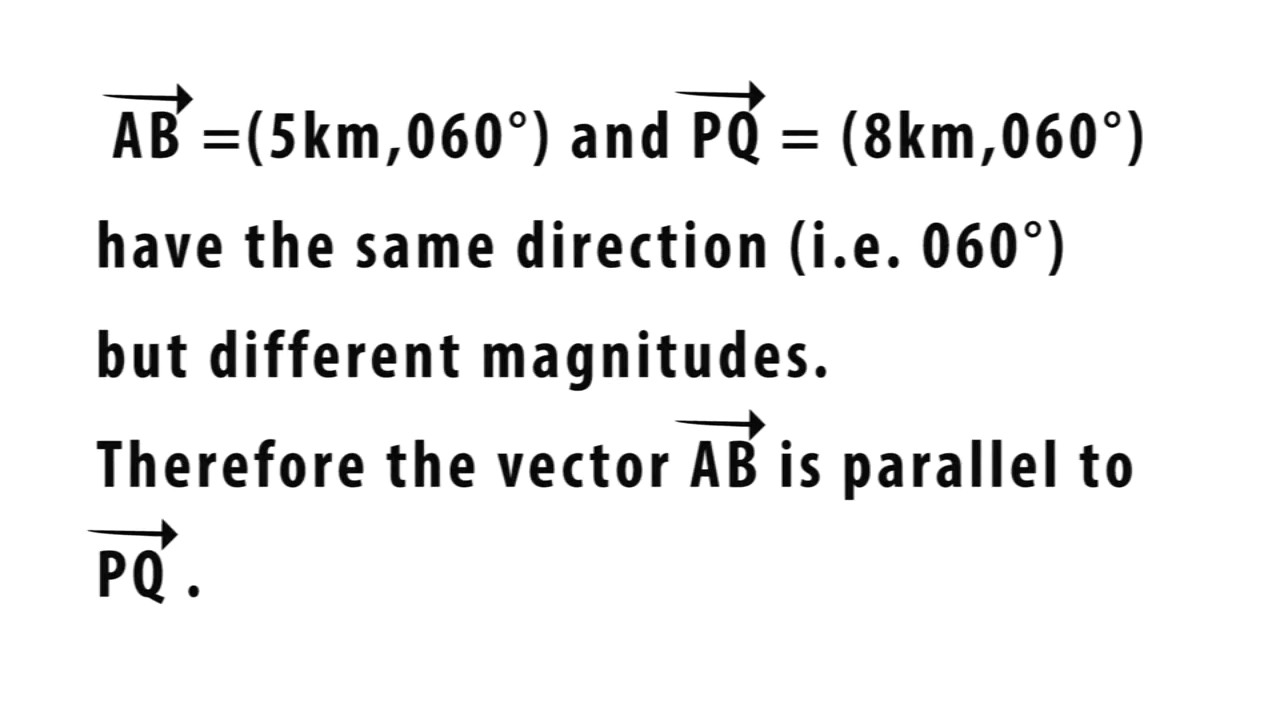 AB⃗ =(5km,060°) and PQ⃗ = (8km,060°)
have the same direction (i.e. 060°)
but different magnitudes.
Therefore the vector AB⃗ is parallel to
PQ⃗ .